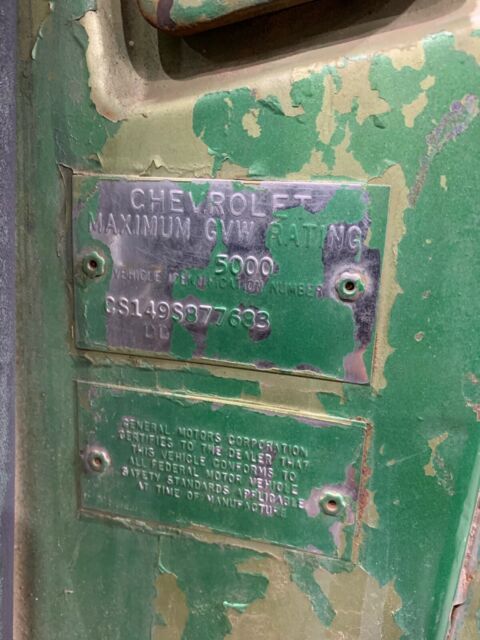 CHEVROLET
MAXIMUM GVW RATING
5000
VEHICLE IDENTIFICATION NUMBER
CS149S877683
GENERAL MOTORS CORPORATION
CERTIFIES TO THE DEALER THAT
THIS VEHICLE CONFORMS TO
ALL FEDERAL MOTOR VEHICLE
SAFETY STANDARDS APPLICABLE
AT TIME OF MANUFACTURE